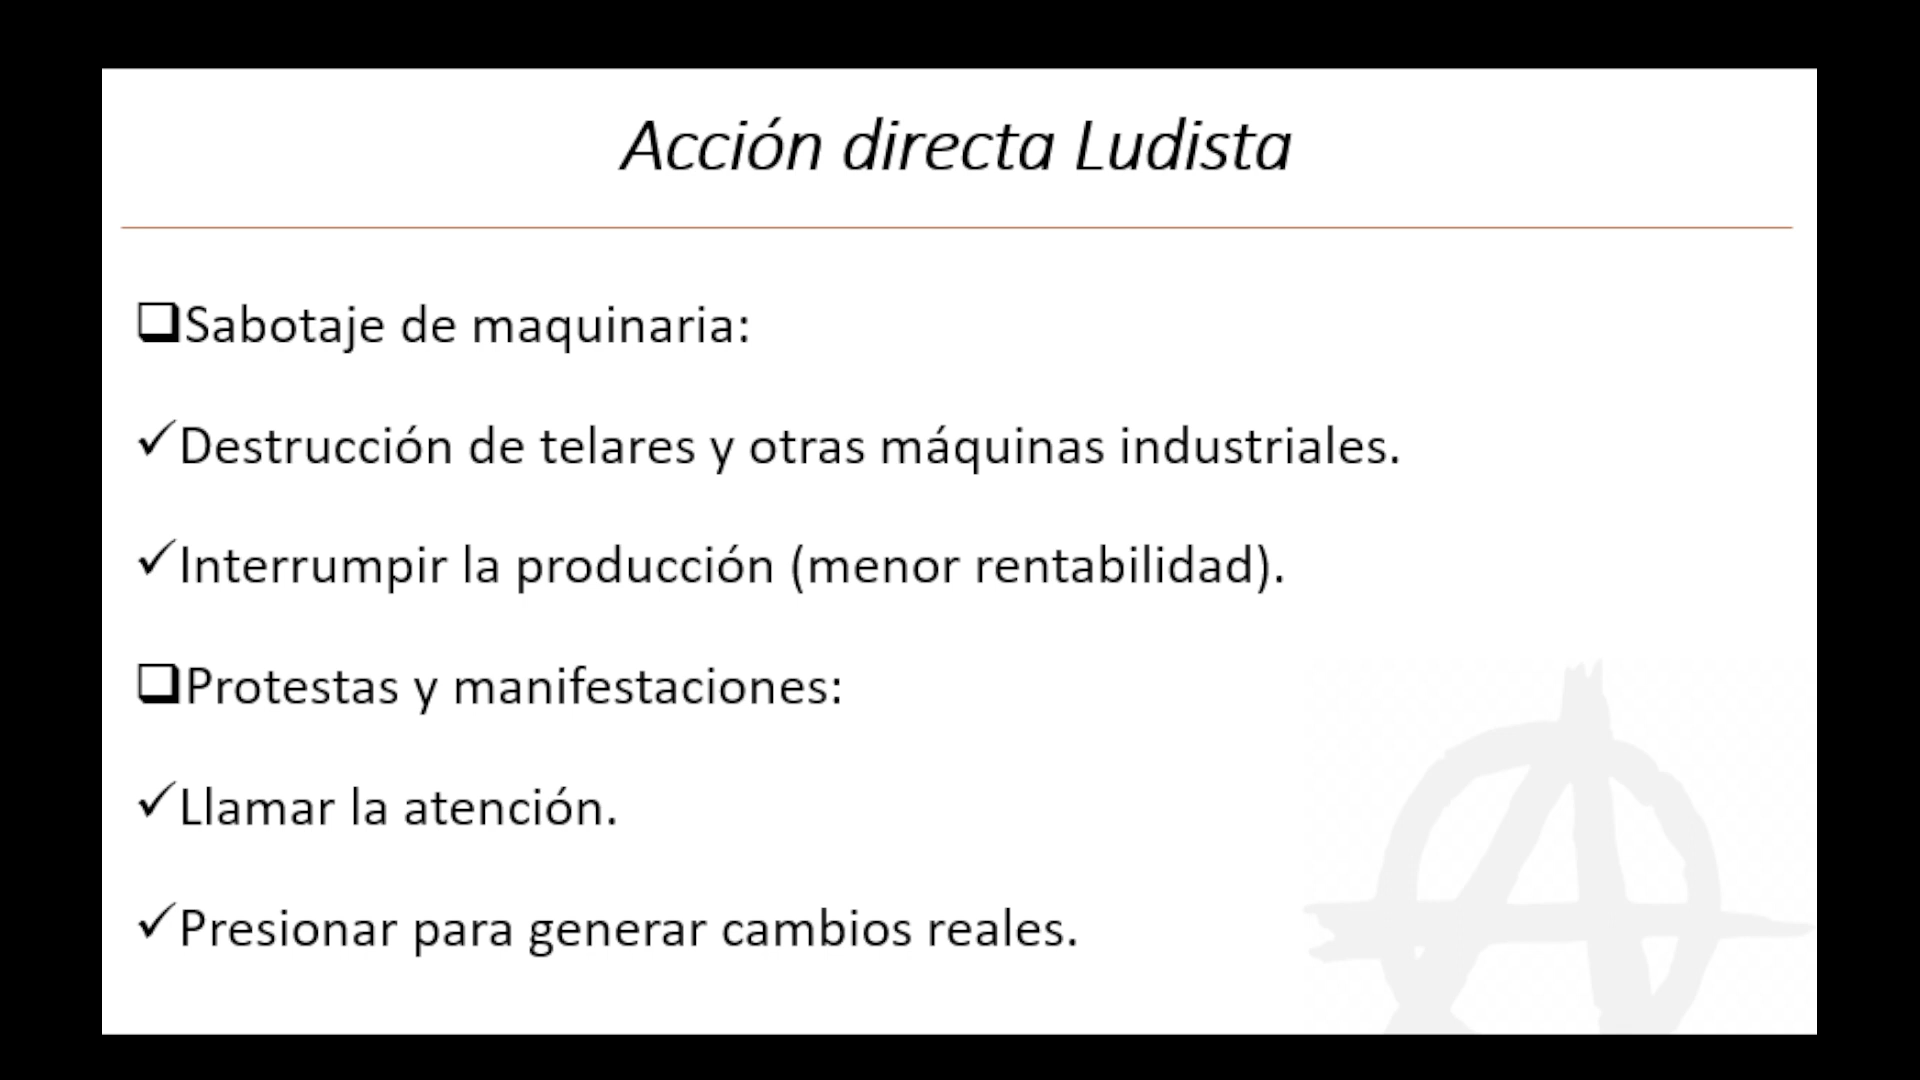 Acción directa Ludista
Sabotaje de maquinaria:
Destrucción de telares y otras máquinas industriales.
Interrumpir la producción (menor rentabilidad).
Protestas y manifestaciones:
Llamar la atención.
Presionar para generar cambios reales.